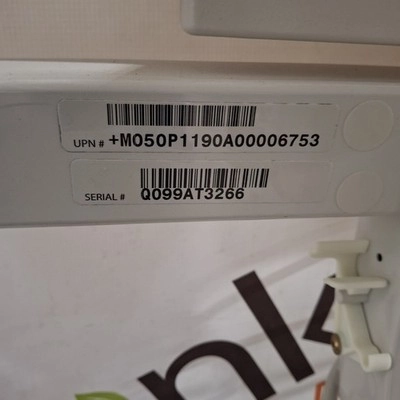 UPN # +M050P1190A00006753
SERIAL # Q099AT3266